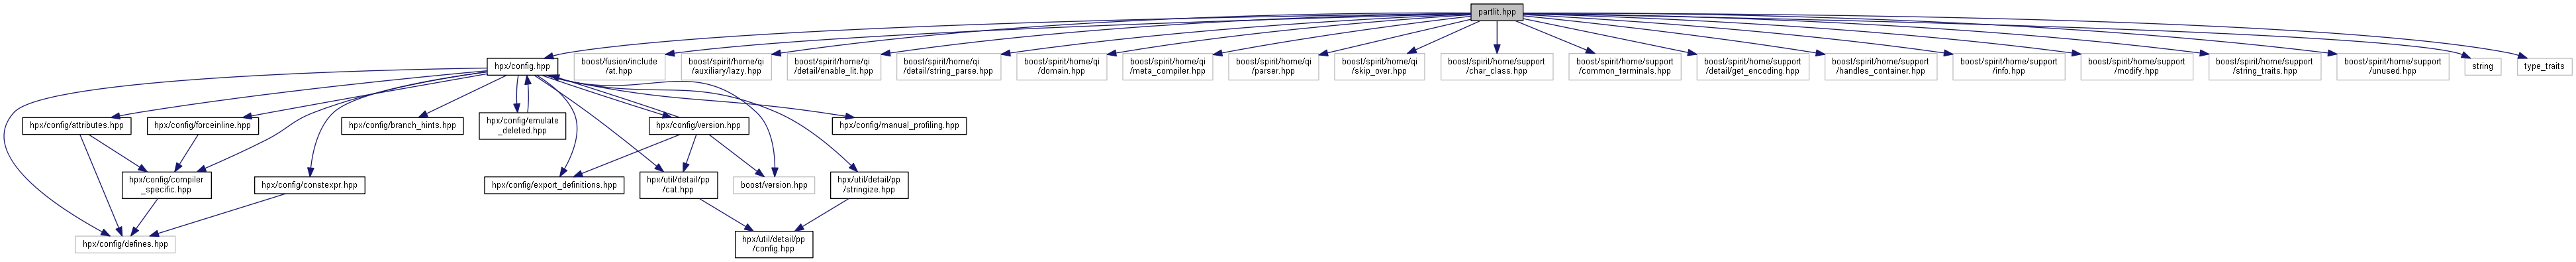 partlit.hpp
hpx/config.hpp
boost/fusion/include
/at.hpp
boost/spirit/home/qi
/auxiliary/lazy.hpp
boost/spirit/home/qi
/detail/enable_lit.hpp
boost/spirit/home/qi
/detail/string_parse.hpp
boost/spirit/home/qi
/domain.hpp
boost/spirit/home/qi
/meta_compiler.hpp
boost/spirit/home/qi
/parser.hpp
boost/spirit/home/qi
/skip_over.hpp
boost/spirit/home/support
/char_class.hpp
boost/spirit/home/support
/common_terminals.hpp
boost/spirit/home/support
/detail/get_encoding.hpp
boost/spirit/home/support
/handles_container.hpp
boost/spirit/home/support
/info.hpp
boost/spirit/home/support
/modify.hpp
boost/spirit/home/support
/string_traits.hpp
boost/spirit/home/support
/unused.hpp
string
type_traits
hpx/config/attributes.hpp
hpx/config/forceinline.hpp
hpx/config/branch_hints.hpp
hpx/config/emulate
_deleted.hpp
hpx/config/version.hpp
hpx/config/manual_profiling.hpp
hpx/config/compiler
_specific.hpp
hpx/config/constexpr.hpp
hpx/config/export_definitions.hpp
hpx/util/detail/pp
/cat.hpp
boost/version.hpp
hpx/util/detail/pp
/stringize.hpp
hpx/config/defines.hpp
hpx/util/detail/pp
/config.hpp